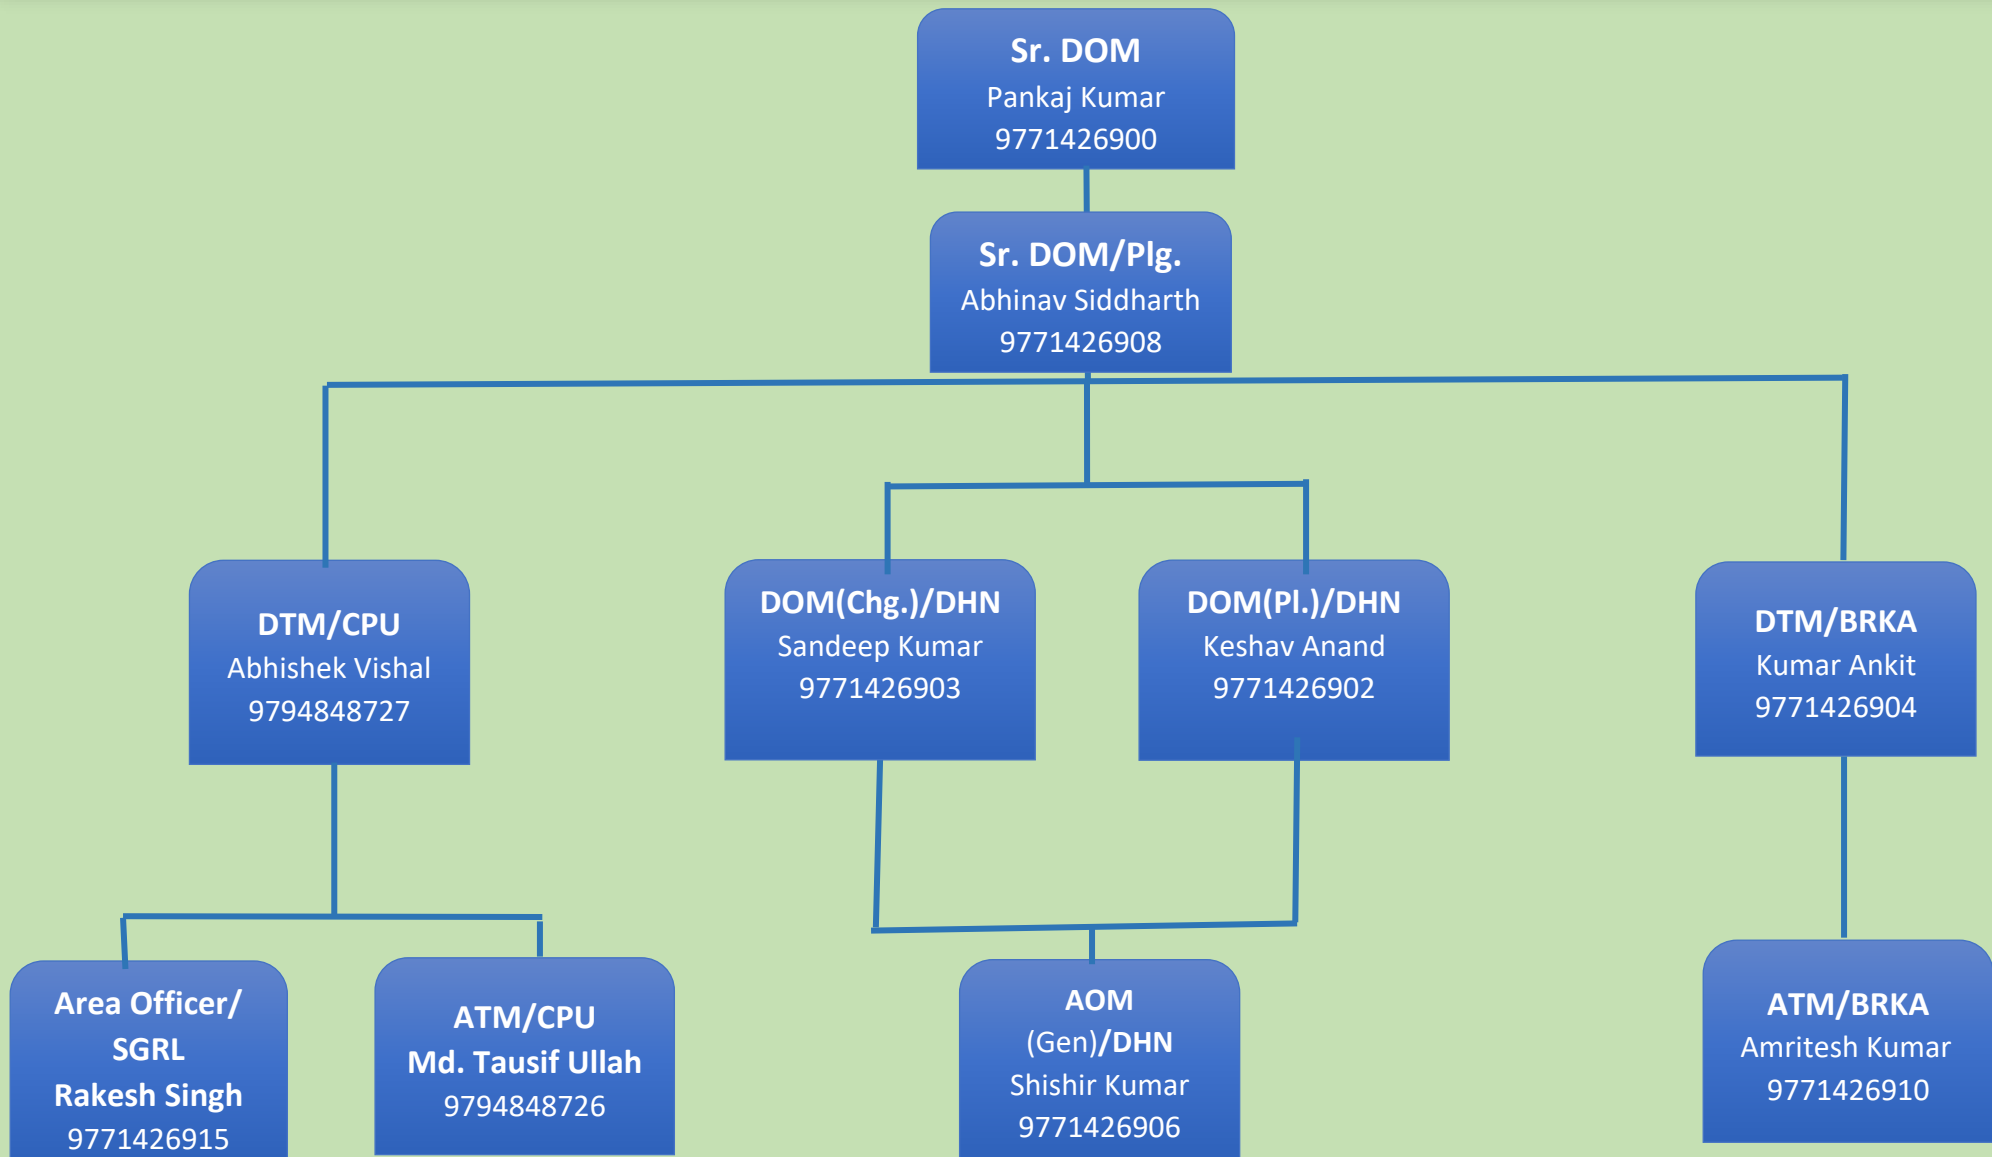 Sr. DOM
Pankaj Kumar
9771426900
Sr. DOM/Plg.
Abhinav Siddharth
9771426908
DTM/CPU
Abhishek Vishal
9794848727
DOM(Chg.)/DHN
Sandeep Kumar
9771426903
DOM(Pl.)/DHN
Keshav Anand
9771426902
DTM/BRKA
Kumar Ankit
9771426904
Area Officer/
SGRL
Rakesh Singh
9771426915
ATM/CPU
Md. Tausif Ullah
9794848726
AOM
(Gen)/DHN
Shishir Kumar
9771426906
ATM/BRKA
Amritesh Kumar
9771426910